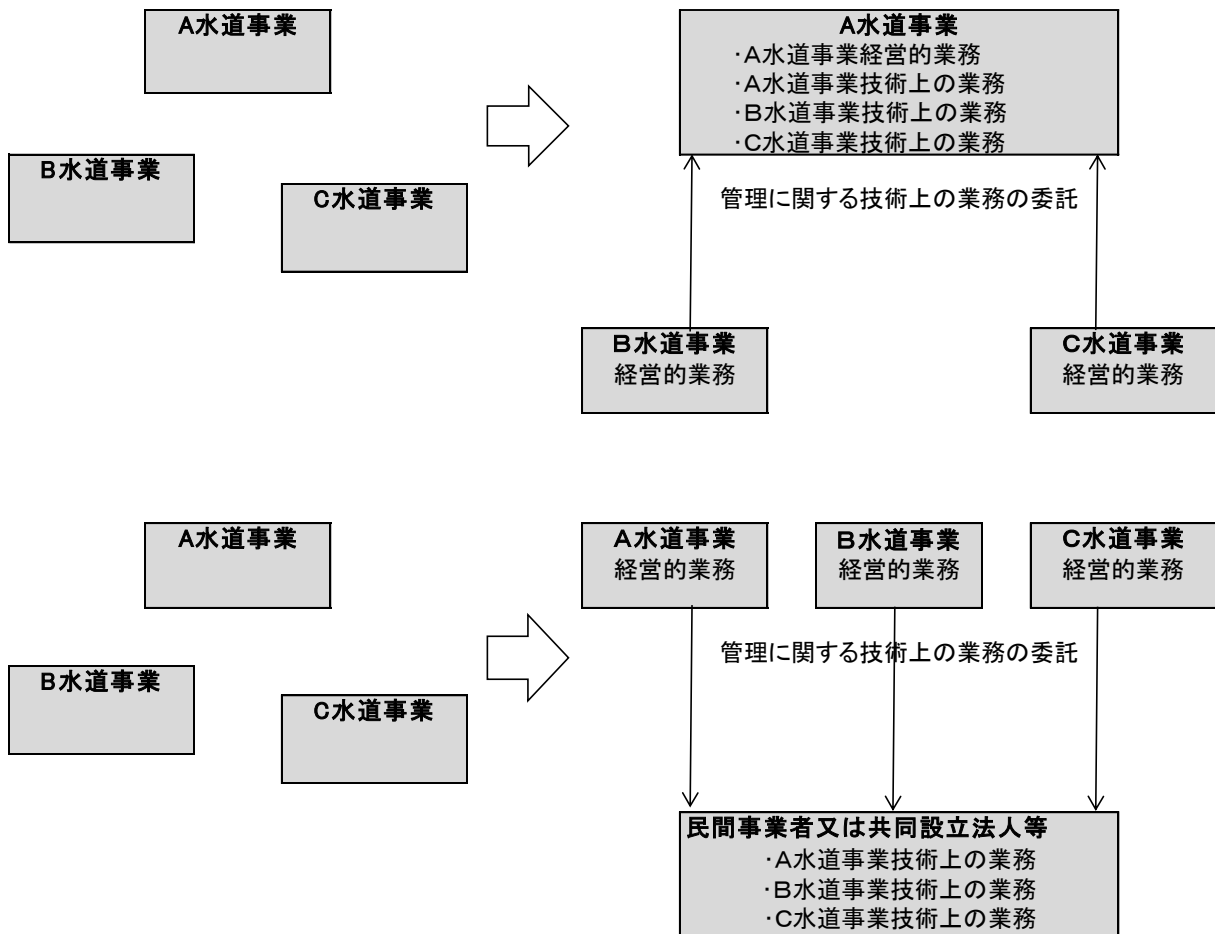 A水道事業
B水道事業
C水道事業
A水道事業
・A水道事業経営的業務
・A水道事業技術上の業務
・B水道事業技術上の業務
・C水道事業技術上の業務
管理に関する技術上の業務の委託
B水道事業
経営的業務
C水道事業
経営的業務
A水道事業
B水道事業
C水道事業
A水道事業
経営的業務
B水道事業
経営的業務
C水道事業
経営的業務
管理に関する技術上の業務の委託
民間事業者又は共同設立法人等
・A水道事業技術上の業務
・B水道事業技術上の業務
・C水道事業技術上の業務